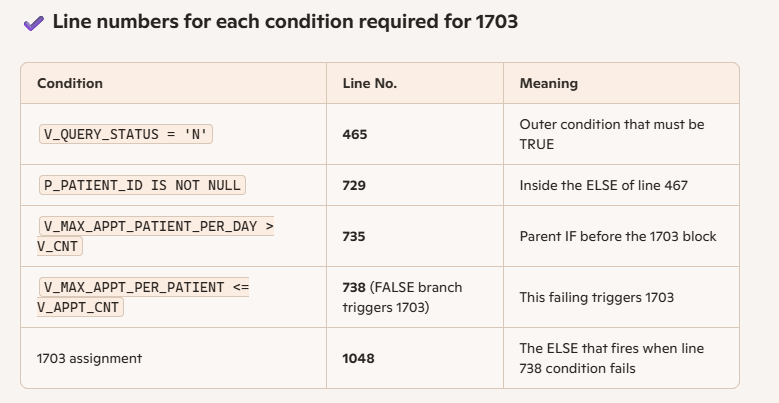 ✔ Line numbers for each condition required for 1703
Condition
Line No.
Meaning
V_QUERY_STATUS = 'N'
465
Outer condition that must be
TRUE
P_PATIENT_ID IS NOT NULL
729
Inside the ELSE of line 467
V_MAX_APPT_PATIENT_PER_DAY >
V_CNT
735
Parent IF before the 1703 block
V_MAX_APPT_PER_PATIENT <=
V_APPT_CNT
738 (FALSE branch
triggers 1703)
This failing triggers 1703
1703 assignment
1048
The ELSE that fires when line
738 condition fails